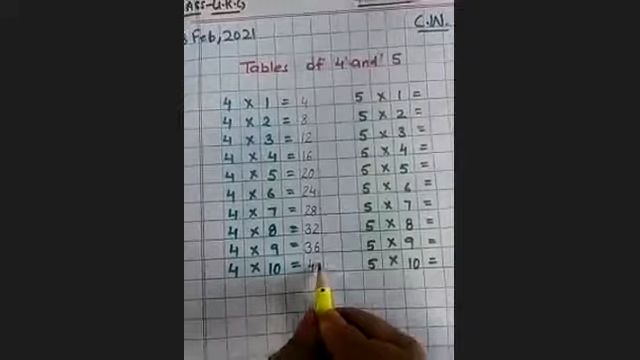 C.W.
Feb, 2021
Tables of '4' and '5'
4 × 1 = 4
4 × 2 = 8
4 × 3 = 12
4 × 4 = 16
4 × 5 = 20
4 × 6 = 24
4 × 7 = 28
4 × 8 = 32
4 × 9 = 36
4 × 10 = 4
5 × 1 =
5 × 2 =
5 × 3 =
5 × 4 =
5 × 5 =
5 × 6 =
5 × 7 =
5 × 8 =
5 × 9 =
5 × 10 =